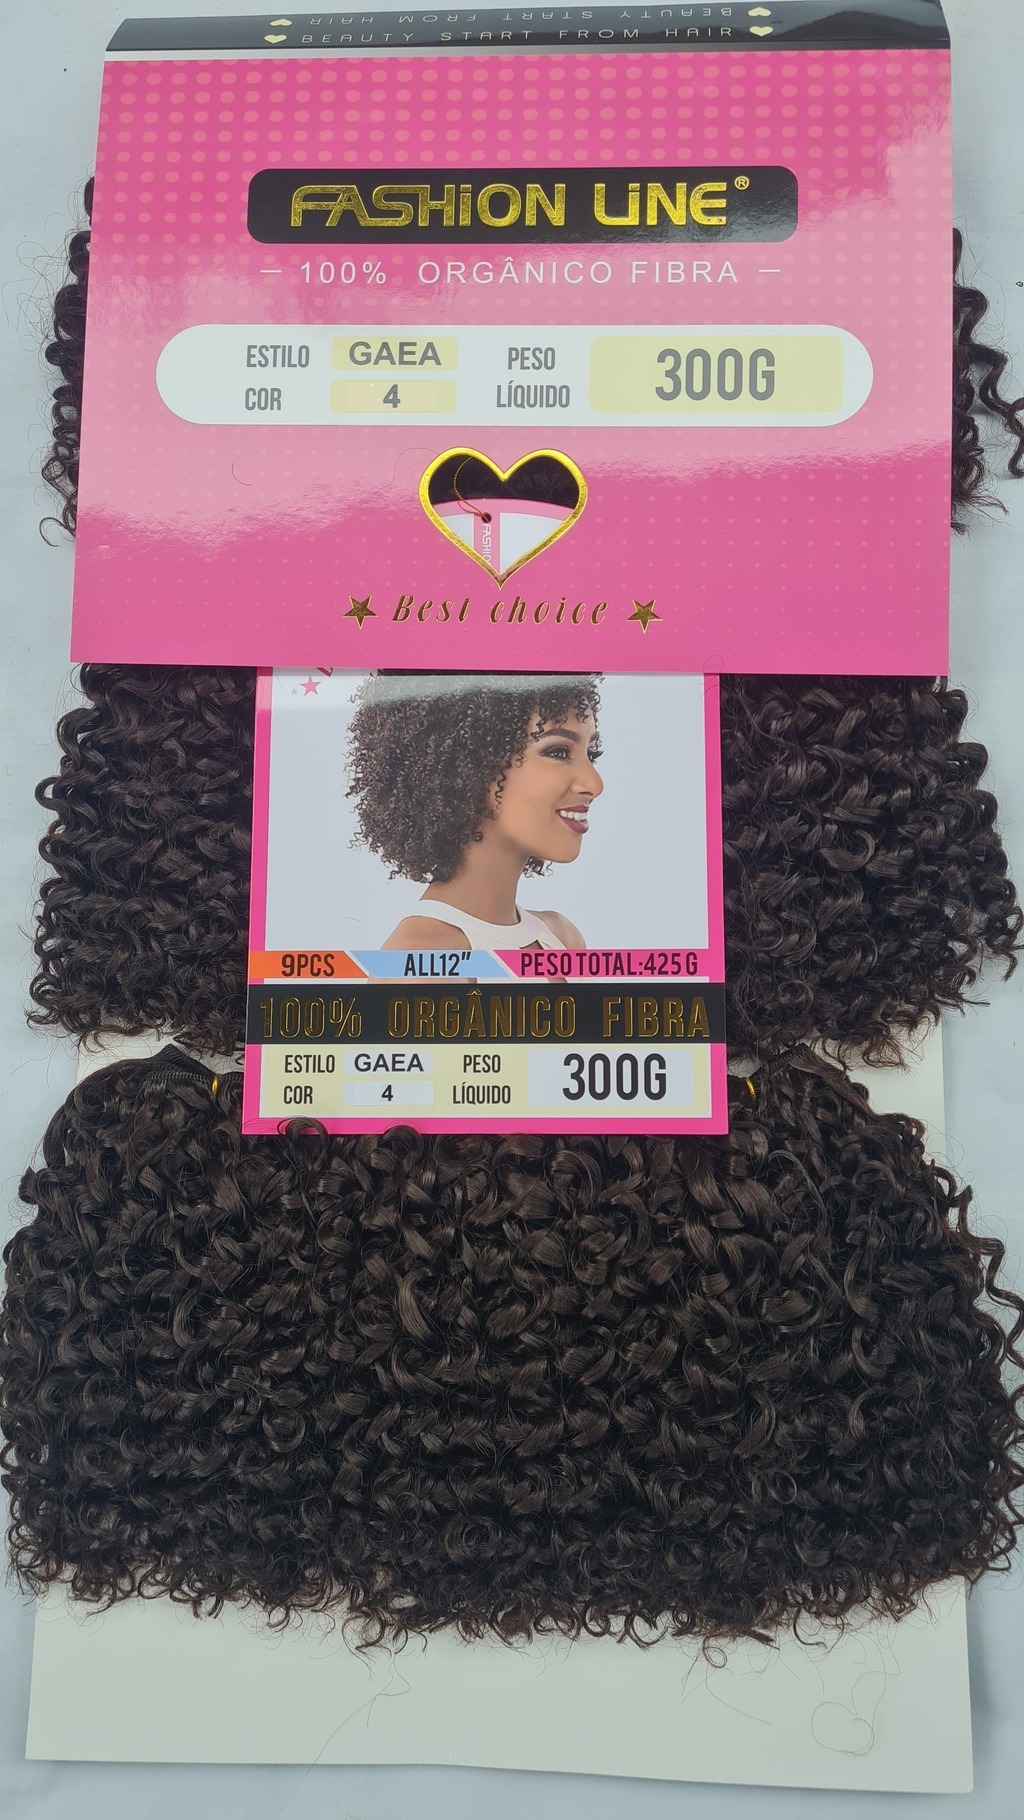 BEAUTY START FROM HAIR
BEAUTY START FROM HAIR
FASHION LINE®
100% ORGÂNICO FIBRA
ESTILO GAEA
COR 4
PESO LÍQUIDO 300G
FASHIO
Best choice
9PCS ALL12” PESO TOTAL:425G
100% ORGÂNICO FIBRA
ESTILO GAEA
COR 4
PESO LÍQUIDO 300G